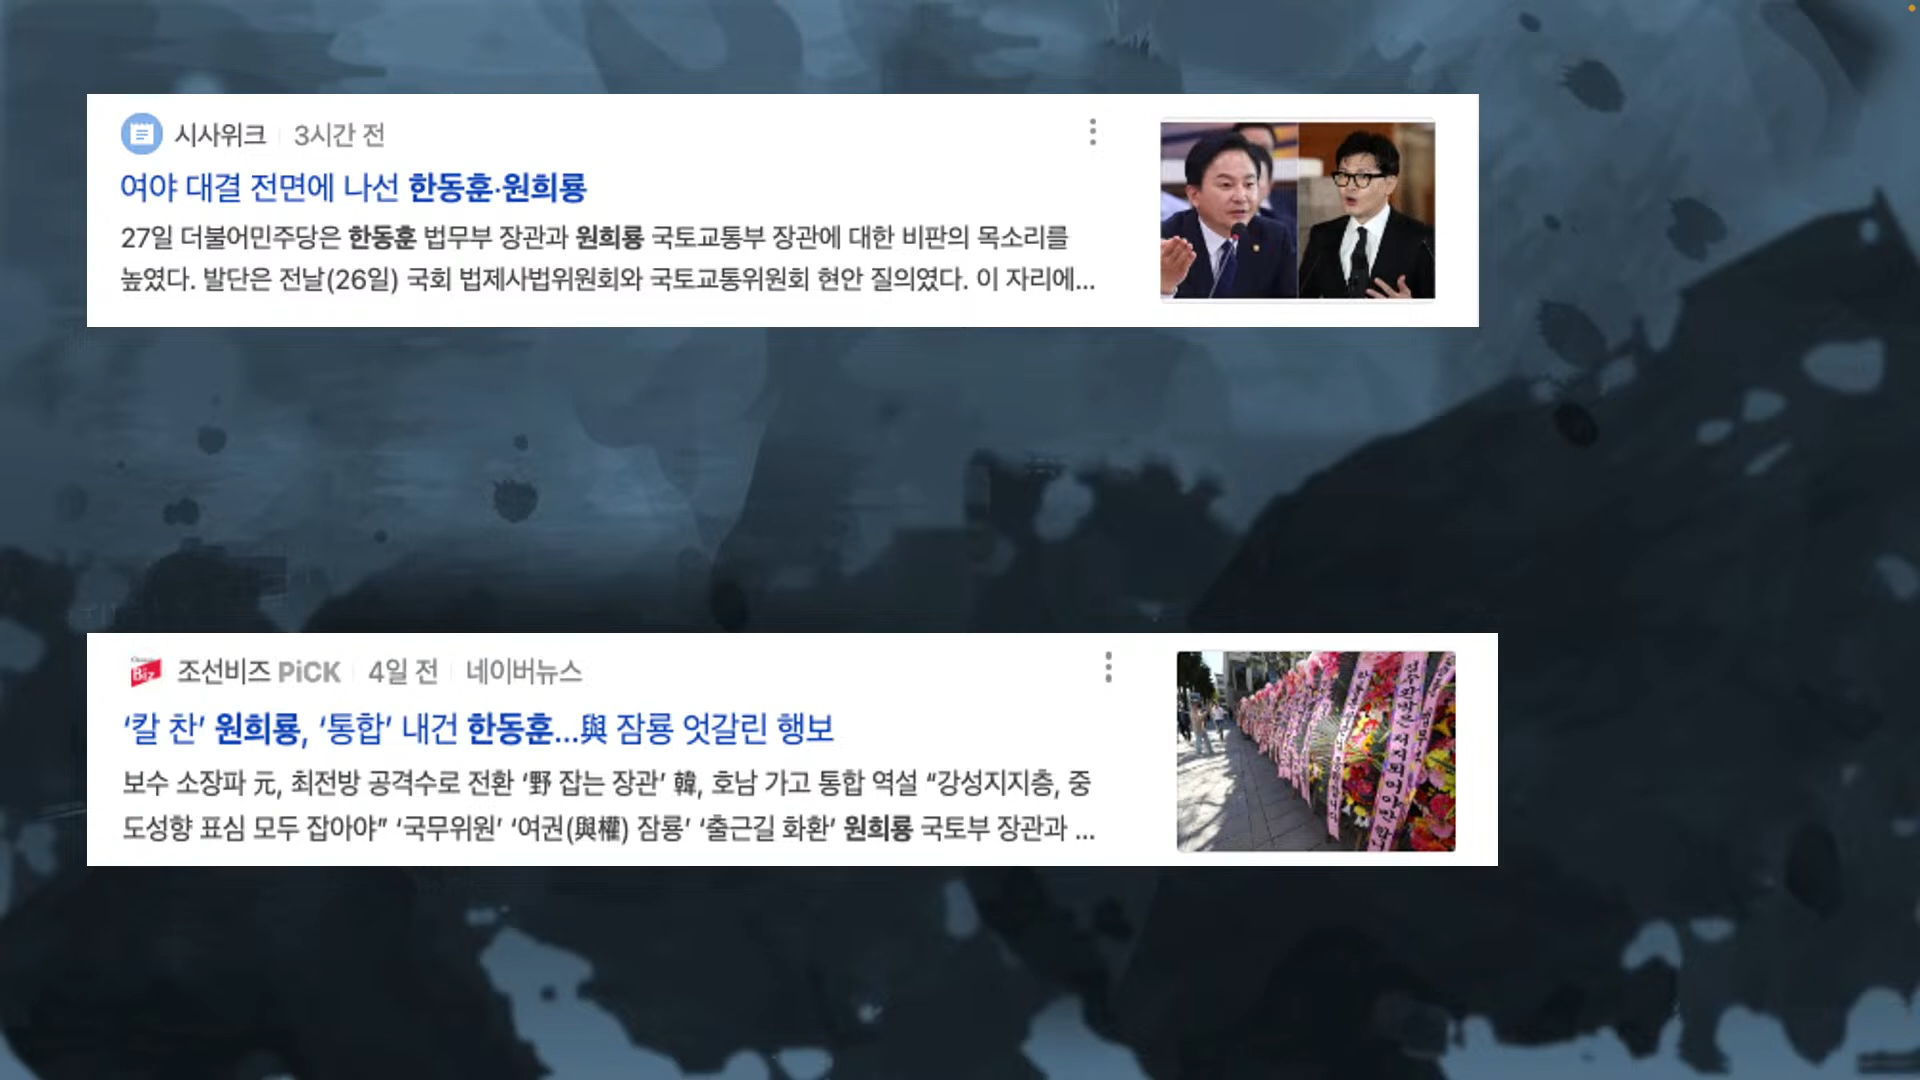 시사위크 3시간 전
여야 대결 전면에 나선 한동훈·원희룡
27일 더불어민주당은 한동훈 법무부 장관과 원희룡 국토교통부 장관에 대한 비판의 목소리를
높였다. 발단은 전날(26일) 국회 법제사법위원회와 국토교통위원회 현안 질의였다. 이 자리에...
Biz 조선비즈 PiCK 4일 전 네이버뉴스
‘칼 찬’ 원희룡, ‘통합’ 내건 한동훈...與 잠룡 엇갈린 행보
보수 소장파 元, 최전방 공격수로 전환 ‘野 잡는 장관’ 韓, 호남 가고 통합 역설 “강성지지층, 중
도성향 표심 모두 잡아야” ‘국무위원’ ‘여권(與權) 잠룡’ ‘출근길 화환’ 원희룡 국토부 장관과 ...